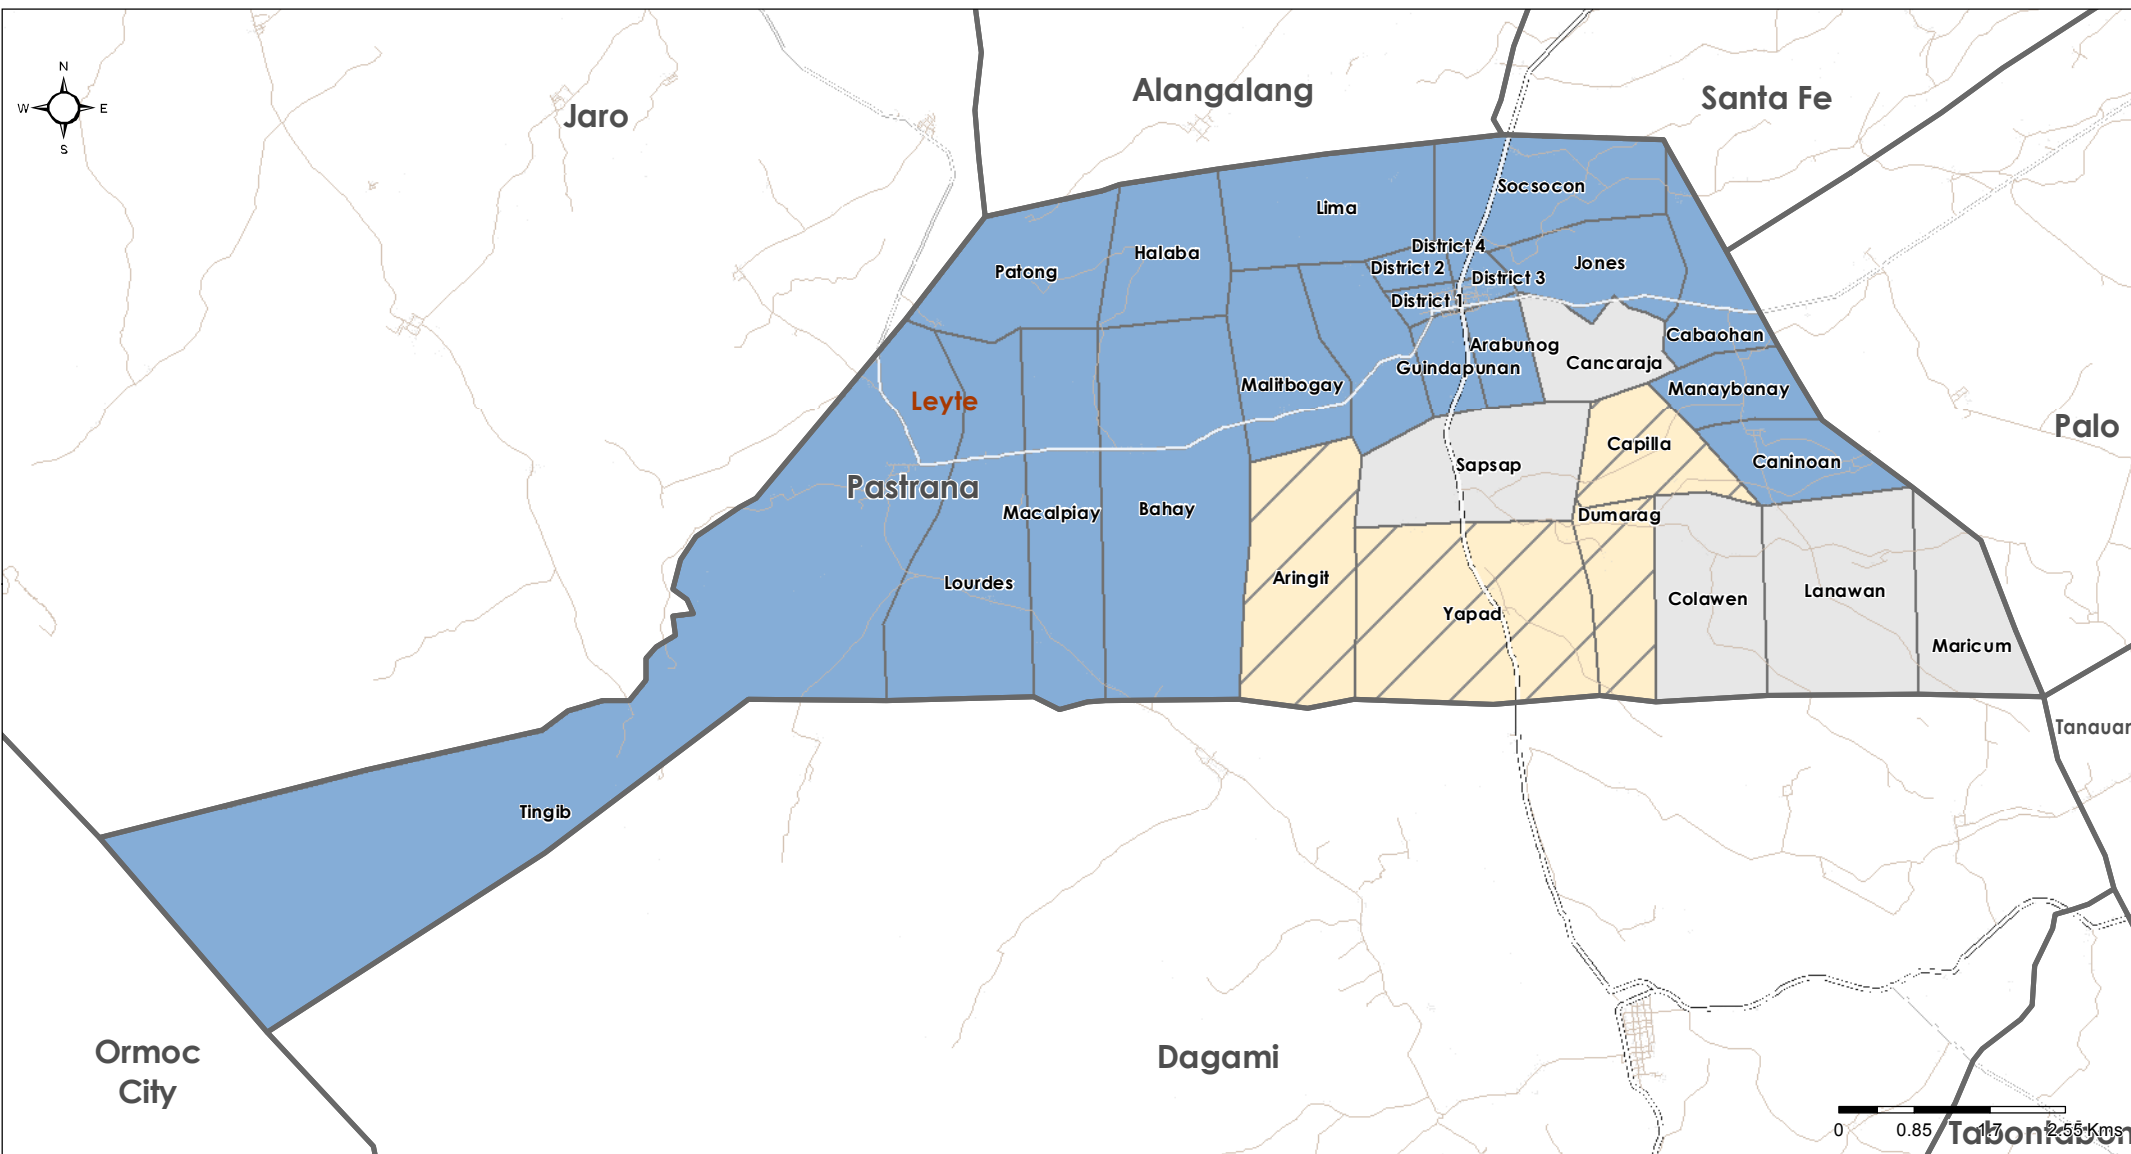 N
W E
S
Jaro
Alangalang
Santa Fe
Socsocon
Lima
District 4
Halaba
Patong
District 2
Jones
District 3
District 1
Cabaohan
Arabunog
Cancaraja
Guindapunan
Malitbogay
Manaybanay
Leyte
Palo
Capilla
Caninoan
Sapsap
Pastrana
Macalpiay
Bahay
Dumarag
Aringit
Lourdes
Lanawan
Colawen
Yapad
Maricum
Tanauan
Tingib
Ormoc
City
Dagami
0 0.85 1.7 2.55 Kms
Tabontabon